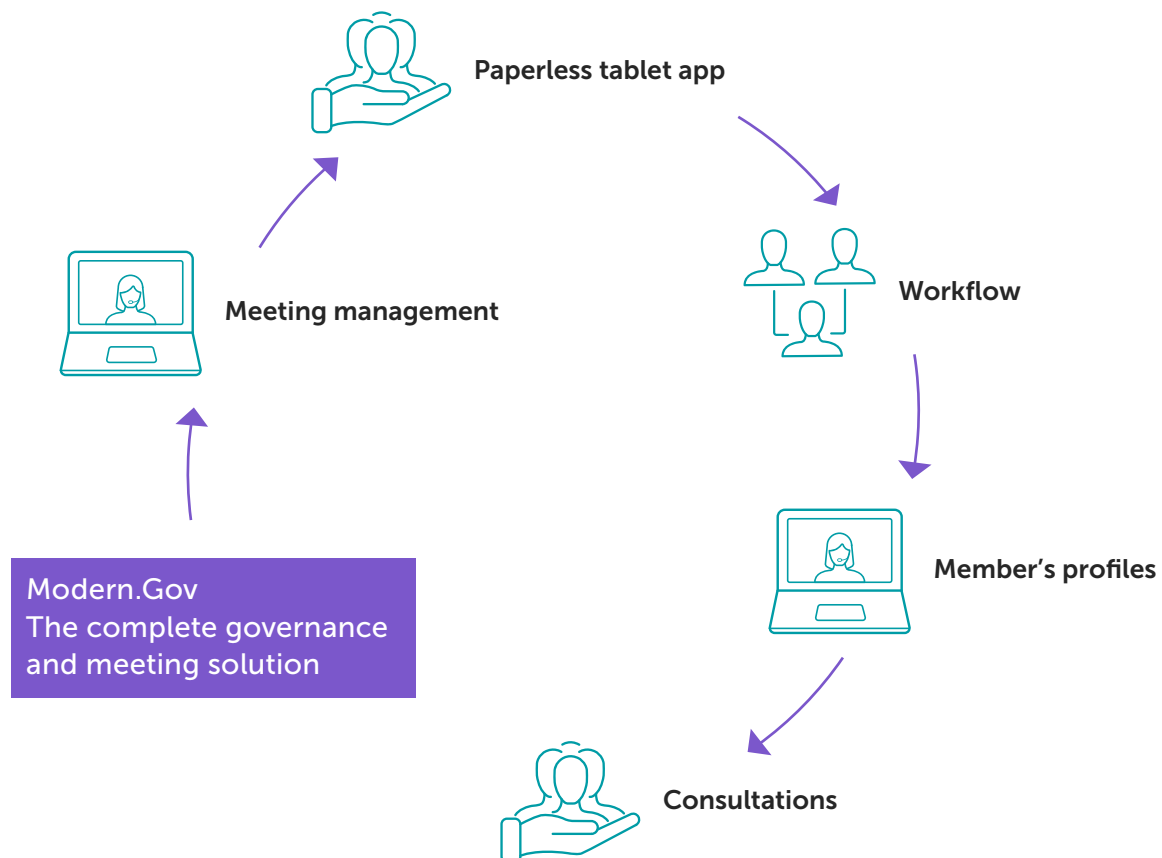 Paperless tablet app
Workflow
Meeting management
Member’s profiles
Modern.Gov
The complete governance
and meeting solution
Consultations